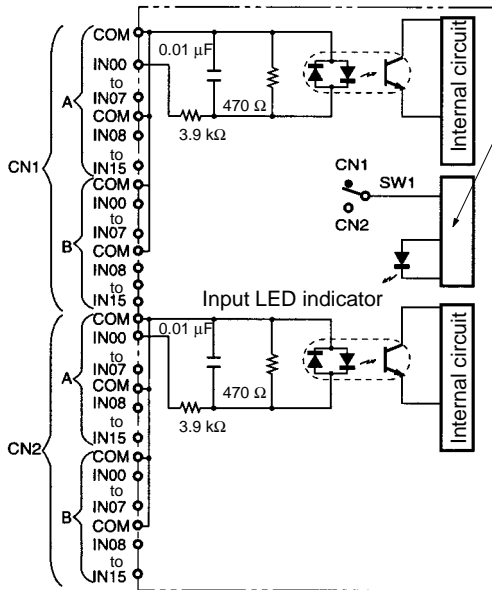 COM
IN00
to
IN07
COM
IN08
to
IN15
COM
IN00
to
IN07
COM
IN08
to
IN15
A
B
CN1
0.01 µF
470 Ω
3.9 kΩ
Internal circuit
CN1
SW1
CN2
Input LED indicator
COM
IN00
to
IN07
COM
IN08
to
IN15
COM
IN00
to
IN07
COM
IN08
to
IN15
A
B
CN2
0.01 µF
470 Ω
3.9 kΩ
Internal circuit